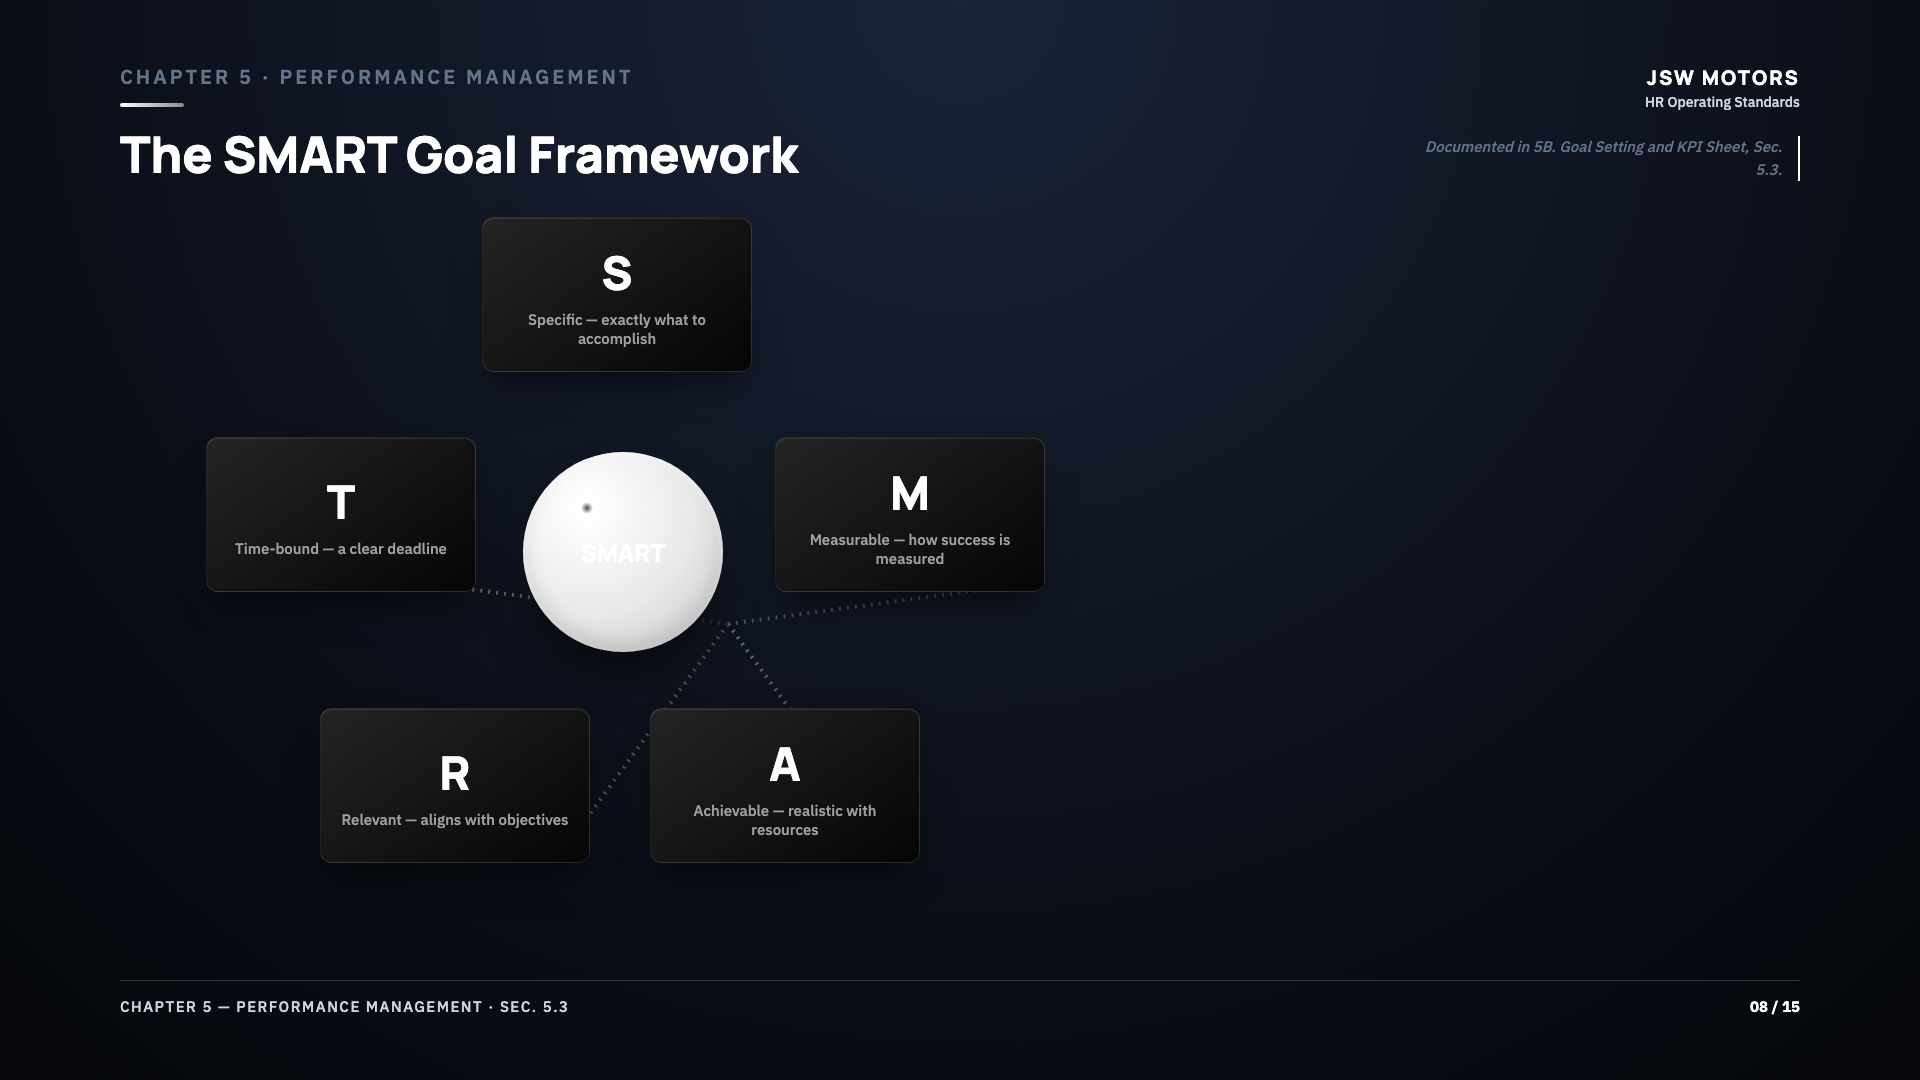 CHAPTER 5 · PERFORMANCE MANAGEMENT
JSW MOTORS
HR Operating Standards
The SMART Goal Framework
Documented in 5B. Goal Setting and KPI Sheet, Sec.
5.3.
S
Specific — exactly what to
accomplish
T
Time-bound — a clear deadline
SMART
M
Measurable — how success is
measured
R
Relevant — aligns with objectives
A
Achievable — realistic with
resources
CHAPTER 5 — PERFORMANCE MANAGEMENT · SEC. 5.3
08 / 15